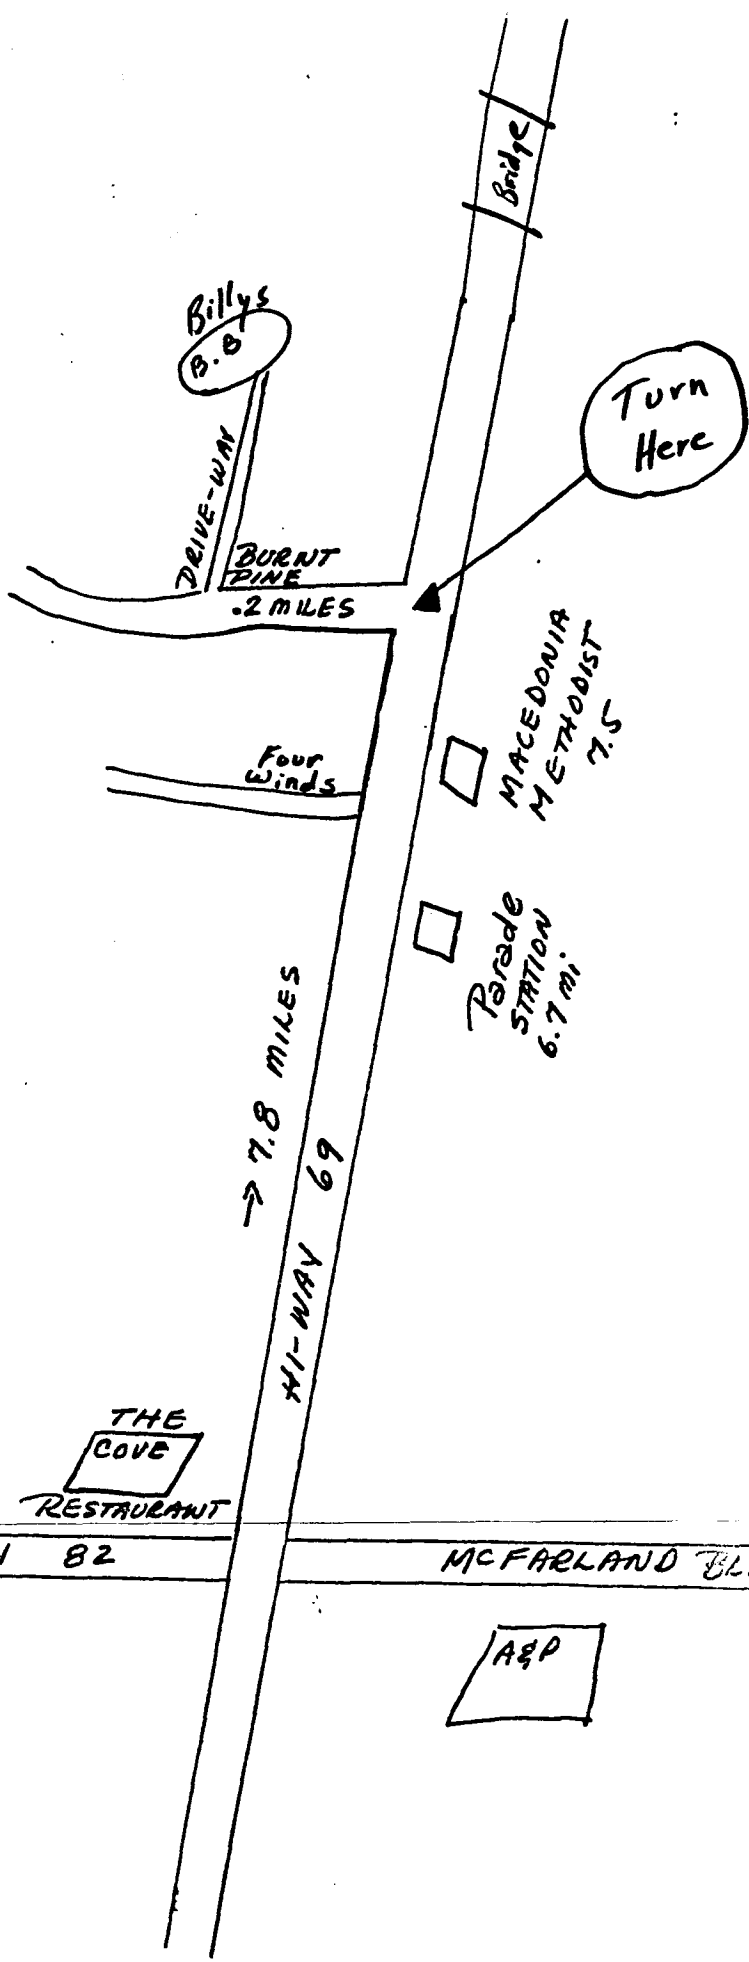 Bridge
Billys
B.B
Turn
Here
DRIVE-WAY
BURNT
PINE
.2 MILES
MACEDONIA
METHODIST
7.5
Four
Winds
Parade
STATION
6.7 mi
→ 7.8 MILES
HI-WAY 69
THE
COVE
RESTAURANT
82
MCFARLAND
A&P